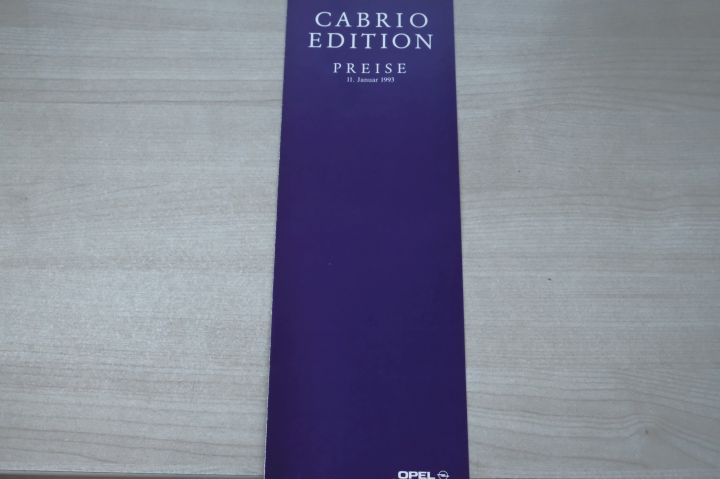 CABRIO
EDITION
PREISE
11. Januar 1993
OPEL